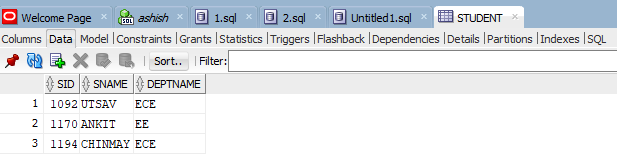 Welcome Page ashish 1.sql 2.sql Untitled1.sql STUDENT
Columns Data Model Constraints Grants Statistics Triggers Flashback Dependencies Details Partitions Indexes SQL
Sort.. Filter:
SID SNAME DEPTNAME
1 1092 UTSAV ECE
2 1170 ANKIT EE
3 1194 CHINMAY ECE